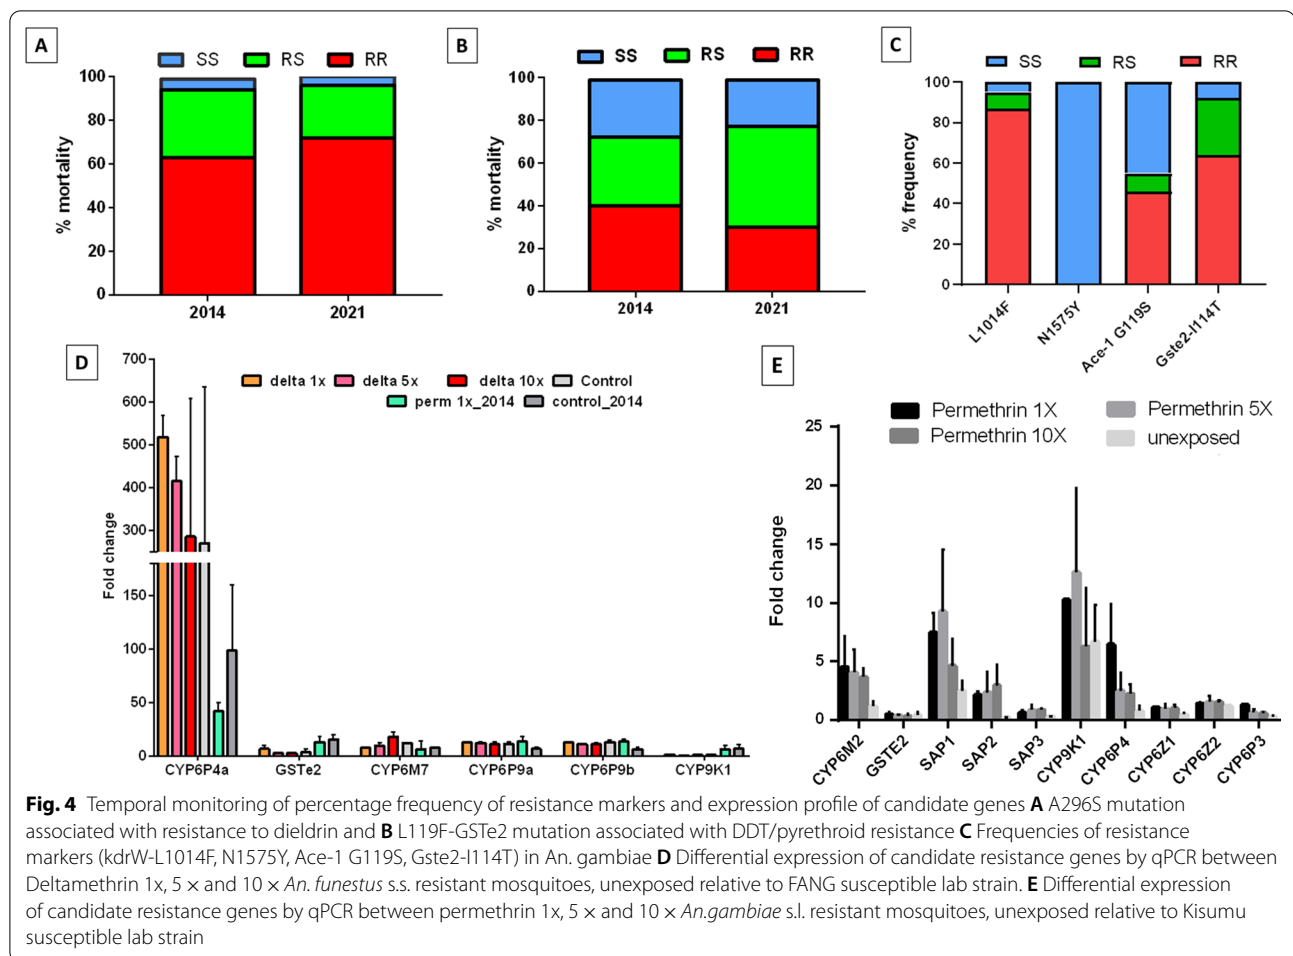 A
SS RS RR
% mortality
100
80
60
40
20
0
2014 2021
B
SS RS RR
% mortality
100
80
60
40
20
0
2014 2021
C
SS RS RR
% frequency
100
80
60
40
20
0
L1014F N1575Y Ace-1 G119S Gste2-I114T
D
delta 1x delta 5x delta 10x Control
perm 1x_2014 control_2014
Fold change
700
600
500
400
300
150
100
50
0
CYP6P4a GSTe2 CYP6M7 CYP6P9a CYP6P9b CYP9K1
E
Permethrin 1X Permethrin 5X
Permethrin 10X unexposed
Fold change
25
20
15
10
5
0
CYP6M2 GSTE2 SAP1 SAP2 SAP3 CYP9K1 CYP6P4 CYP6Z1 CYP6Z2 CYP6P3
Fig. 4 Temporal monitoring of percentage frequency of resistance markers and expression profile of candidate genes A A296S mutation
associated with resistance to dieldrin and B L119F-GSTe2 mutation associated with DDT/pyrethroid resistance C Frequencies of resistance
markers (kdrW-L1014F, N1575Y, Ace-1 G119S, Gste2-I114T) in An. gambiae D Differential expression of candidate resistance genes by qPCR between
Deltamethrin 1x, 5 × and 10 × An. funestus s.s. resistant mosquitoes, unexposed relative to FANG susceptible lab strain. E Differential expression
of candidate resistance genes by qPCR between permethrin 1x, 5 × and 10 × An.gambiae s.l. resistant mosquitoes, unexposed relative to Kisumu
susceptible lab strain